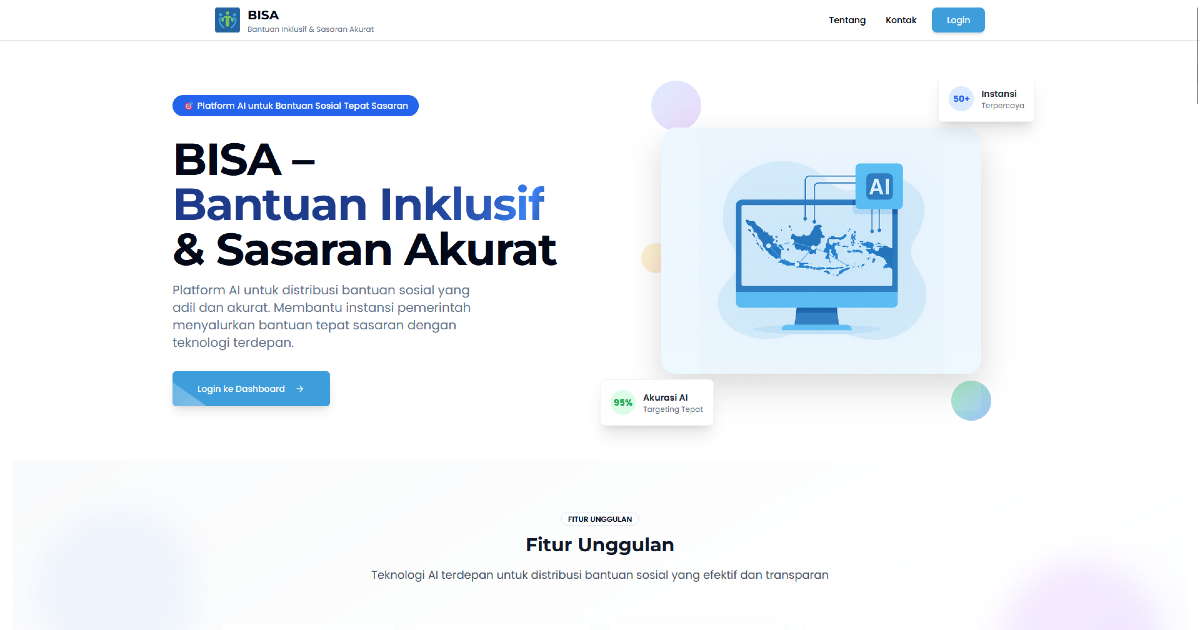 BISA
Bantuan Inklusif & Sasaran Akurat
Tentang
Kontak
Login
🎯 Platform AI untuk Bantuan Sosial Tepat Sasaran
BISA –
Bantuan Inklusif
& Sasaran Akurat
Platform AI untuk distribusi bantuan sosial yang
adil dan akurat. Membantu instansi pemerintah
menyalurkan bantuan tepat sasaran dengan
teknologi terdepan.
Login ke Dashboard →
50+
Instansi
Terpercaya
AI
95%
Akurasi AI
Targeting Tepat
FITUR UNGGULAN
Fitur Unggulan
Teknologi AI terdepan untuk distribusi bantuan sosial yang efektif dan transparan